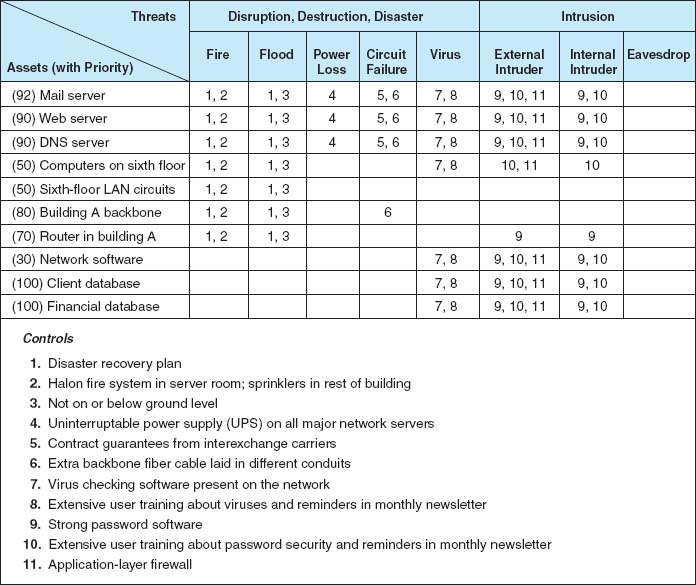 Threats Disruption, Destruction, Disaster Intrusion
Assets (with Priority) Fire Flood Power Loss Circuit Failure Virus External Intruder Internal Intruder Eavesdrop
(92) Mail server 1, 2 1, 3 4 5, 6 7, 8 9, 10, 11 9, 10
(90) Web server 1, 2 1, 3 4 5, 6 7, 8 9, 10, 11 9, 10
(90) DNS server 1, 2 1, 3 4 5, 6 7, 8 9, 10, 11 9, 10
(50) Computers on sixth floor 1, 2 1, 3 7, 8 10, 11 10
(50) Sixth-floor LAN circuits 1, 2 1, 3
(80) Building A backbone 1, 2 1, 3 6
(70) Router in building A 1, 2 1, 3 9 9
(30) Network software 7, 8 9, 10, 11 9, 10
(100) Client database 7, 8 9, 10, 11 9, 10
(100) Financial database 7, 8 9, 10, 11 9, 10
Controls
1. Disaster recovery plan
2. Halon fire system in server room; sprinklers in rest of building
3. Not on or below ground level
4. Uninterruptable power supply (UPS) on all major network servers
5. Contract guarantees from interexchange carriers
6. Extra backbone fiber cable laid in different conduits
7. Virus checking software present on the network
8. Extensive user training about viruses and reminders in monthly newsletter
9. Strong password software
10. Extensive user training about password security and reminders in monthly newsletter
11. Application-layer firewall